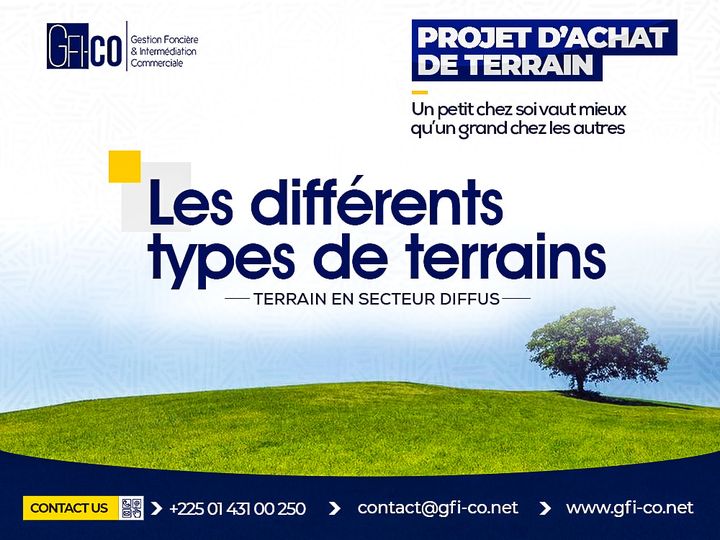 GFI-CO
Gestion Foncière
& Intermédiation
Commerciale
PROJET D'ACHAT
DE TERRAIN
Un petit chez soi vaut mieux
qu'un grand chez les autres
Les différents
types de terrains
TERRAIN EN SECTEUR DIFFUS
CONTACT US
+225 01 431 00 250
contact@gfi-co.net
www.gfi-co.net